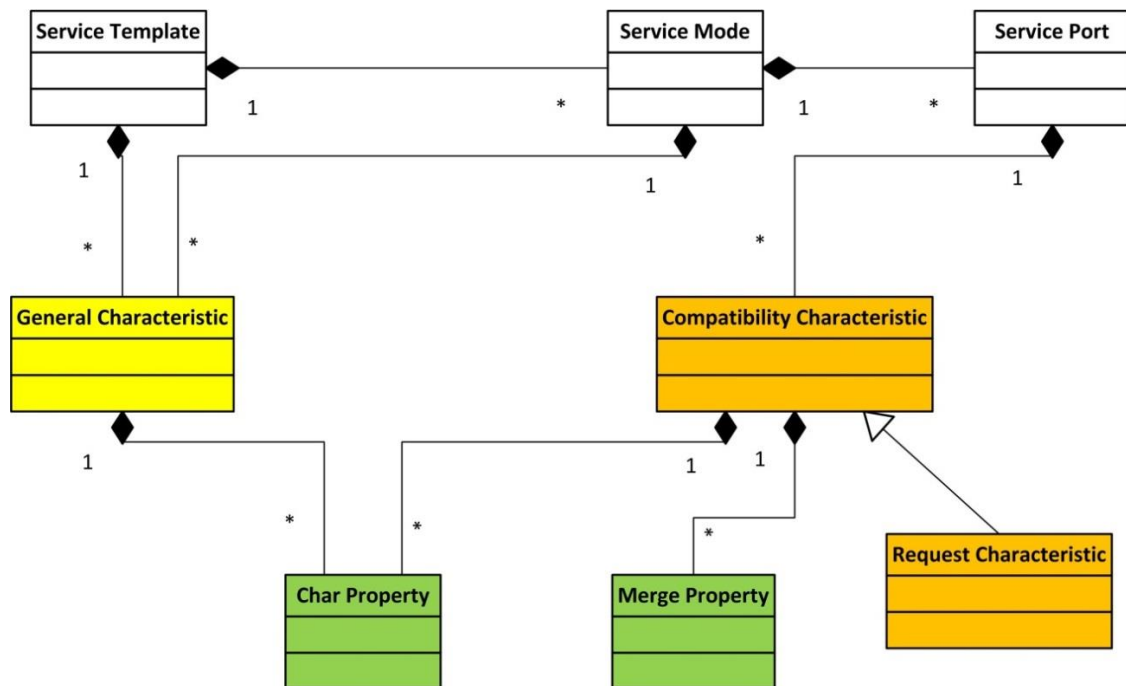 Service Template
Service Mode
Service Port
1
*
1
*
1
1
1
*
*
*
General Characteristic
Compatibility Characteristic
1
1
1
*
*
*
Request Characteristic
Char Property
Merge Property